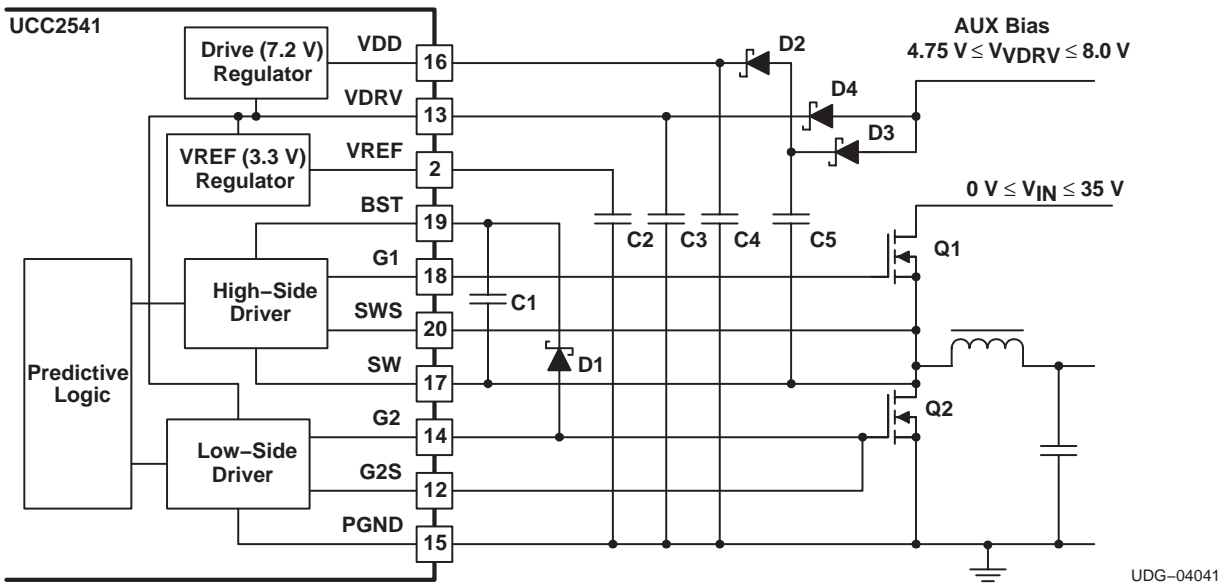 UCC2541
Drive (7.2 V)
Regulator
VDD
16
D2
AUX Bias
4.75 V ≤ VVDRV ≤ 8.0 V
VDRV
13
D4
D3
VREF (3.3 V)
Regulator
VREF
2
0 V ≤ VIN ≤ 35 V
BST
19
C2
C3
C4
C5
Q1
G1
18
High–Side
Driver
C1
SWS
20
Predictive
Logic
SW
17
D1
Q2
G2
14
Low–Side
Driver
G2S
12
PGND
15
UDG–04041